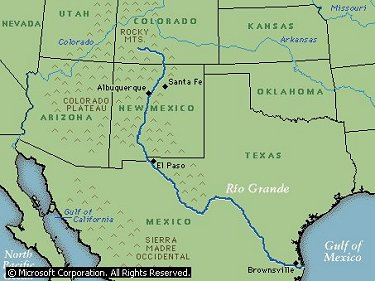 Missouri
NEVADA
UTAH
COLORADO
KANSAS
ROCKY
MTS.
Colorado
Arkansas
Santa Fe
Albuquerque
OKLAHOMA
COLORADO
PLATEAU
NEW MEXICO
ARIZONA
El Paso
TEXAS
Río Grande
Gulf of
California
MEXICO
SIERRA
MADRE
OCCIDENTAL
Gulf of
Mexico
North
Pacific
Brownsville
© Microsoft Corporation. All Rights Reserved.